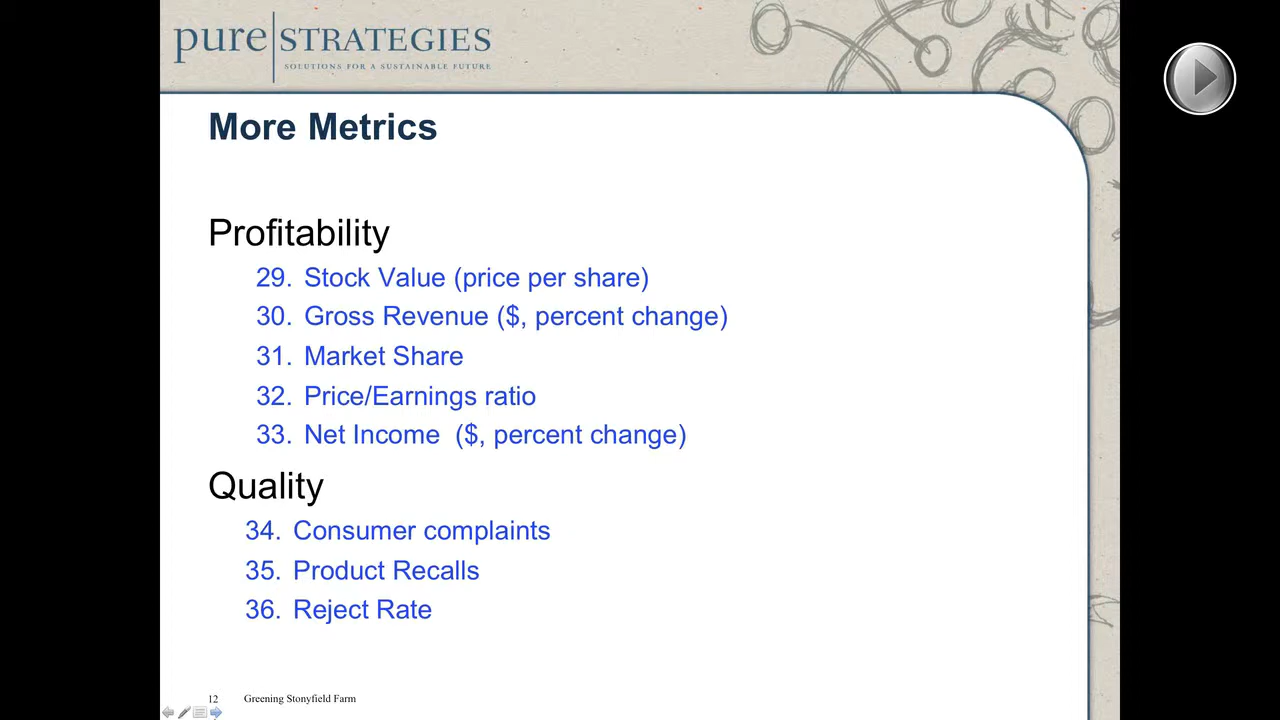 pure STRATEGIES
SOLUTIONS FOR A SUSTAINABLE FUTURE
More Metrics
Profitability
29. Stock Value (price per share)
30. Gross Revenue ($, percent change)
31. Market Share
32. Price/Earnings ratio
33. Net Income ($, percent change)
Quality
34. Consumer complaints
35. Product Recalls
36. Reject Rate
12 Greening Stonyfield Farm